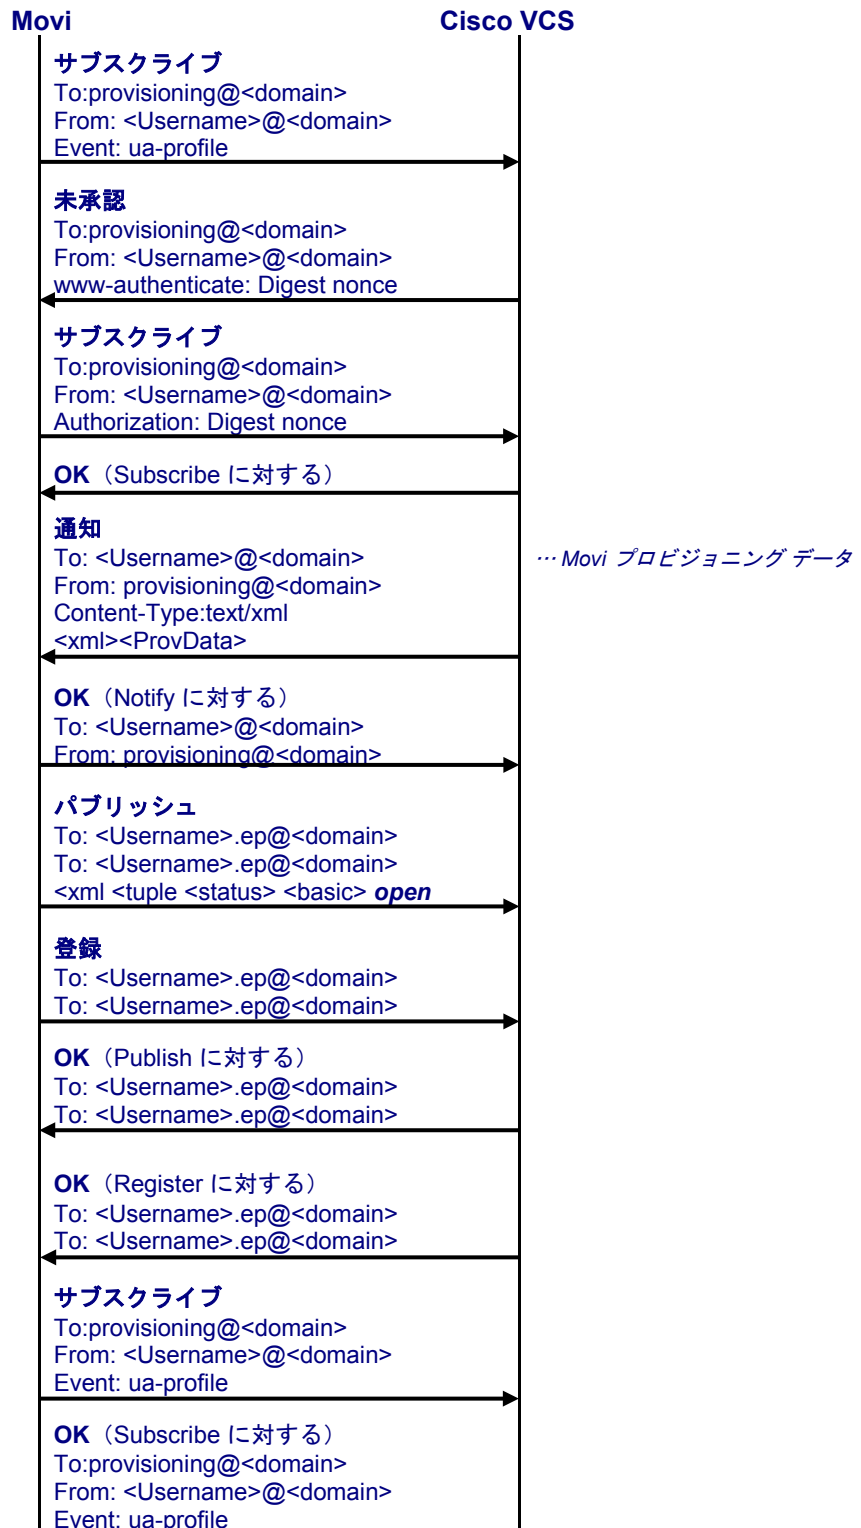 Movi
Cisco VCS
サブスクライブ
To:provisioning@<domain>
From: <Username>@<domain>
Event: ua-profile
未承認
To:provisioning@<domain>
From: <Username>@<domain>
www-authenticate: Digest nonce
サブスクライブ
To:provisioning@<domain>
From: <Username>@<domain>
Authorization: Digest nonce
OK（Subscribe に対する）
通知
To: <Username>@<domain>
… Movi プロビジョニング データ
From: provisioning@<domain>
Content-Type:text/xml
<xml><ProvData>
OK（Notify に対する）
To: <Username>@<domain>
From: provisioning@<domain>
パブリッシュ
To: <Username>.ep@<domain>
To: <Username>.ep@<domain>
<xml <tuple <status> <basic> open
登録
To: <Username>.ep@<domain>
To: <Username>.ep@<domain>
OK（Publish に対する）
To: <Username>.ep@<domain>
To: <Username>.ep@<domain>
OK（Register に対する）
To: <Username>.ep@<domain>
To: <Username>.ep@<domain>
サブスクライブ
To:provisioning@<domain>
From: <Username>@<domain>
Event: ua-profile
OK（Subscribe に対する）
To:provisioning@<domain>
From: <Username>@<domain>
Event: ua-profile